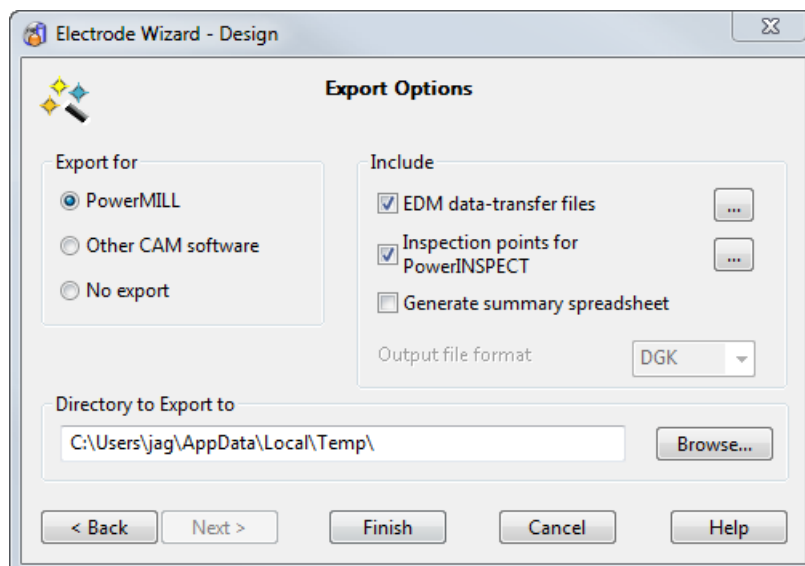 Electrode Wizard - Design
Export Options
Export for
PowerMILL
Other CAM software
No export
Include
EDM data-transfer files
...
Inspection points for
PowerINSPECT
...
Generate summary spreadsheet
Output file format
DGK
Directory to Export to
C:\Users\jag\AppData\Local\Temp\
Browse...
< Back
Next >
Finish
Cancel
Help